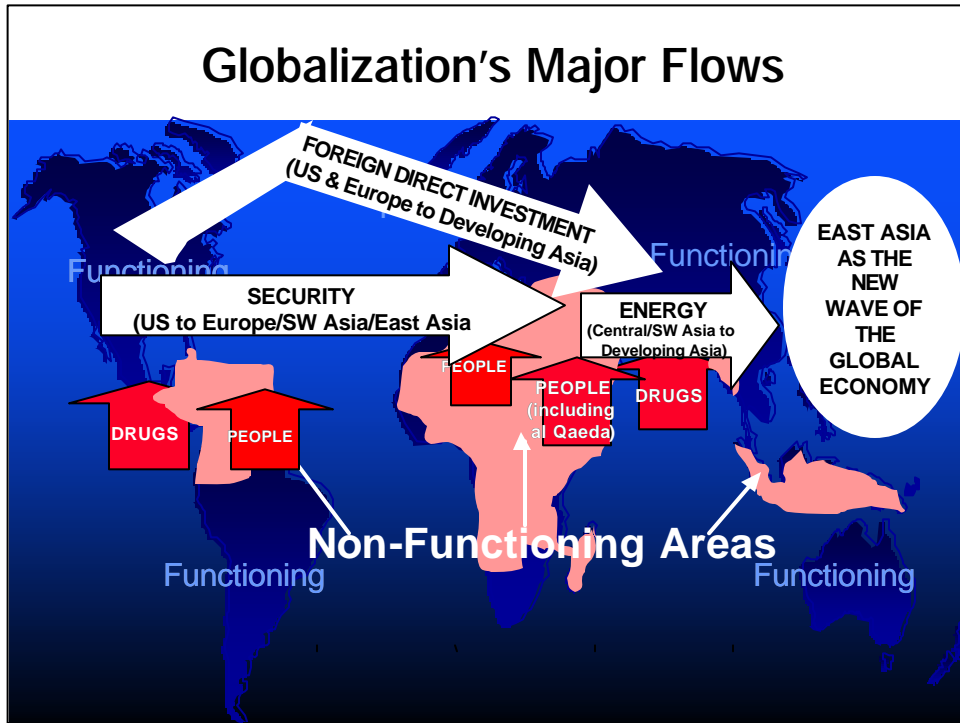 Globalization's Major Flows
FOREIGN DIRECT INVESTMENT
(US & Europe to Developing Asia)
Functioning
Functioning
EAST ASIA
AS THE
NEW
WAVE OF
THE
GLOBAL
ECONOMY
SECURITY
(US to Europe/SW Asia/East Asia
ENERGY
(Central/SW Asia to
Developing Asia)
DRUGS
PEOPLE
PEOPLE
PEOPLE
(including
al Qaeda)
DRUGS
Non-Functioning Areas
Functioning
Functioning